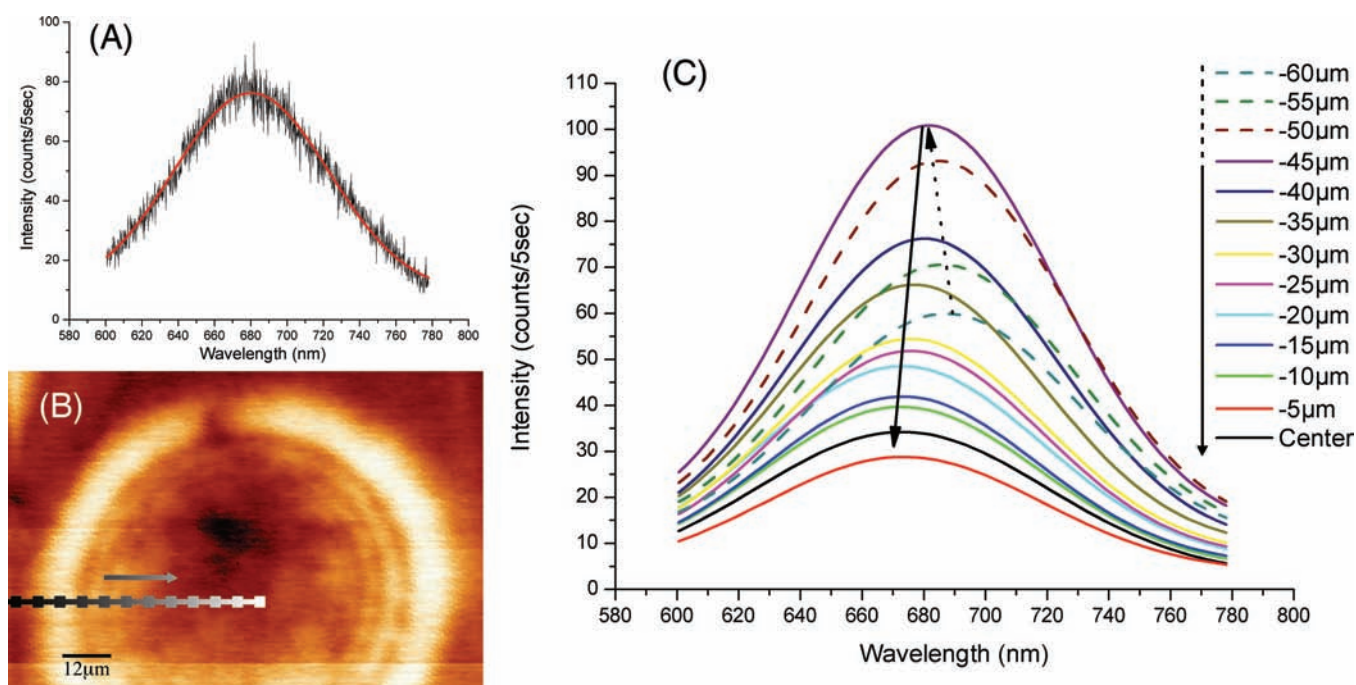 (A)
100
80
60
40
20
0
Intensity (counts/5sec)
580 600 620 640 660 680 700 720 740 760 780 800
Wavelength (nm)
(B)
12µm
(C)
110
100
90
80
70
60
50
40
30
20
10
0
Intensity (counts/5sec)
580 600 620 640 660 680 700 720 740 760 780 800
Wavelength (nm)
-60µm
-55µm
-50µm
-45µm
-40µm
-35µm
-30µm
-25µm
-20µm
-15µm
-10µm
-5µm
Center